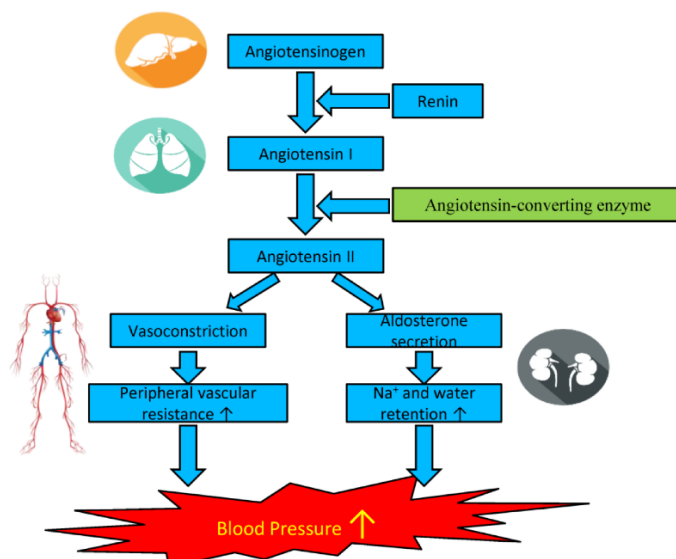 Angiotensinogen
Renin
Angiotensin I
Angiotensin-converting enzyme
Angiotensin II
Vasoconstriction
Aldosterone
secretion
Peripheral vascular
resistance ↑
Na⁺ and water
retention ↑
Blood Pressure ↑